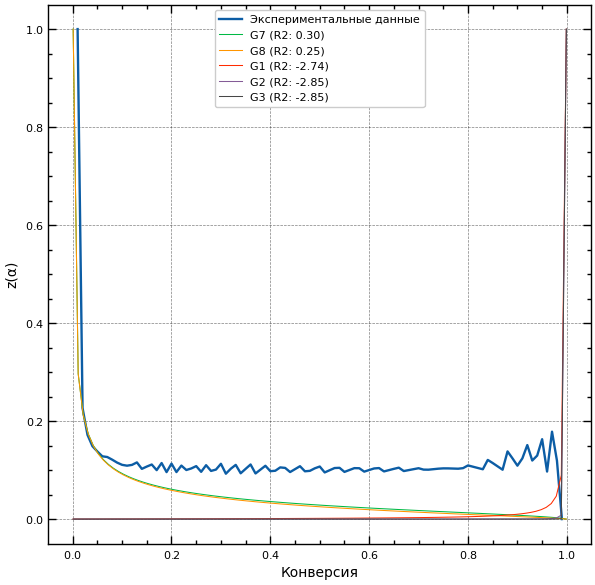 Экспериментальные данные
G7 (R2: 0.30)
G8 (R2: 0.25)
G1 (R2: -2.74)
G2 (R2: -2.85)
G3 (R2: -2.85)
1.0
0.8
0.6
0.4
0.2
0.0
z(α)
0.0 0.2 0.4 0.6 0.8 1.0
Конверсия